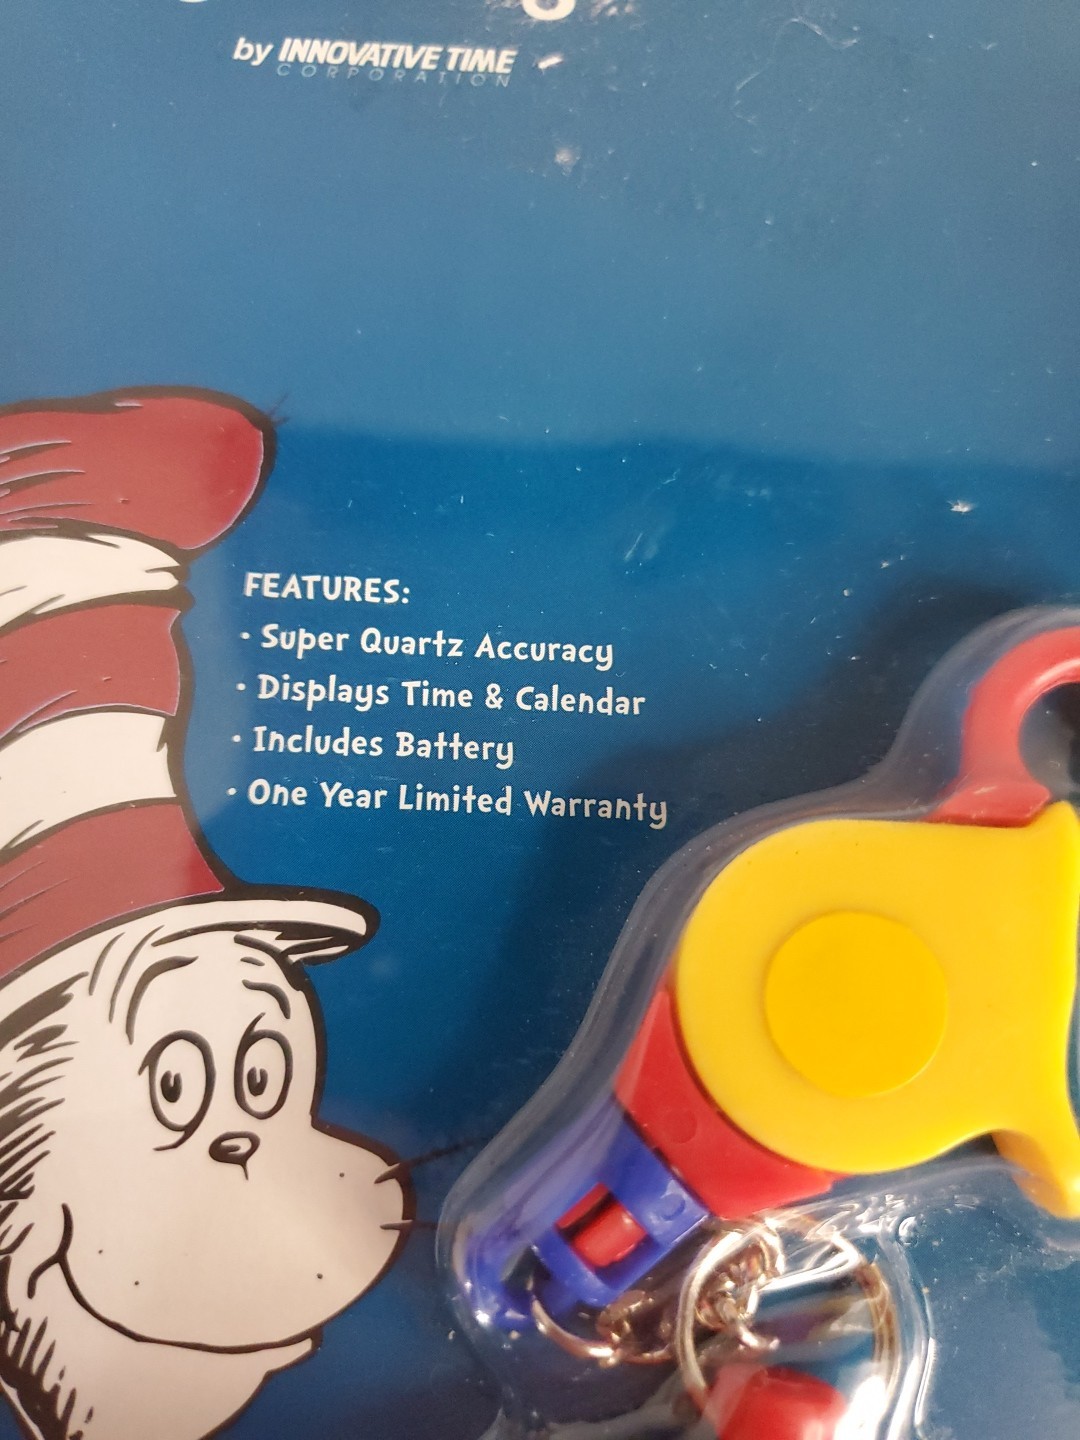 by INNOVATIVE TIME
CORPORATION
FEATURES:
• Super Quartz Accuracy
• Displays Time & Calendar
• Includes Battery
• One Year Limited Warranty